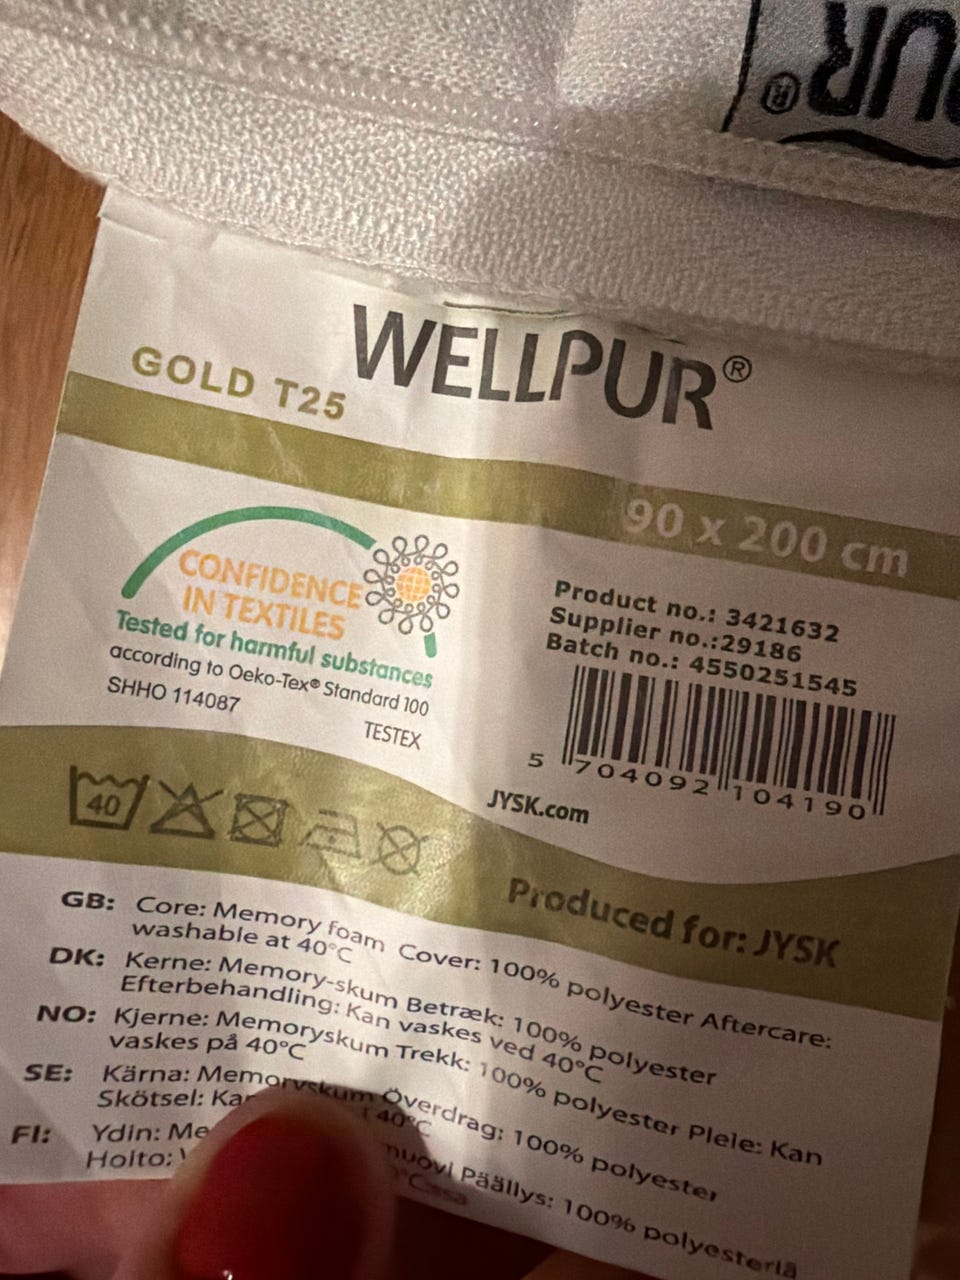 PUR®
WELLPUR®
GOLD T25
90 x 200 cm
CONFIDENCE
IN TEXTILES
Tested for harmful substances
according to Oeko-Tex® Standard 100
SHHO 114087
TESTEX
Product no.: 3421632
Supplier no.:29186
Batch no.: 4550251545
5 704092 104190
JYSK.com
40
Produced for: JYSK
GB: Core: Memory foam Cover: 100% polyester Aftercare:
washable at 40°C
DK: Kerne: Memory-skum Betræk: 100% polyester
Efterbehandling: Kan vaskes ved 40°C
NO: Kjerne: Memoryskum Trekk: 100% polyester Pleie: Kan
vaskes på 40°C
SE: Kärna: Memoryskum Överdrag: 100% polyester
Skötsel: 40°C
FI: Ydin: Päällys: 100% polyesteriä
Hoito: